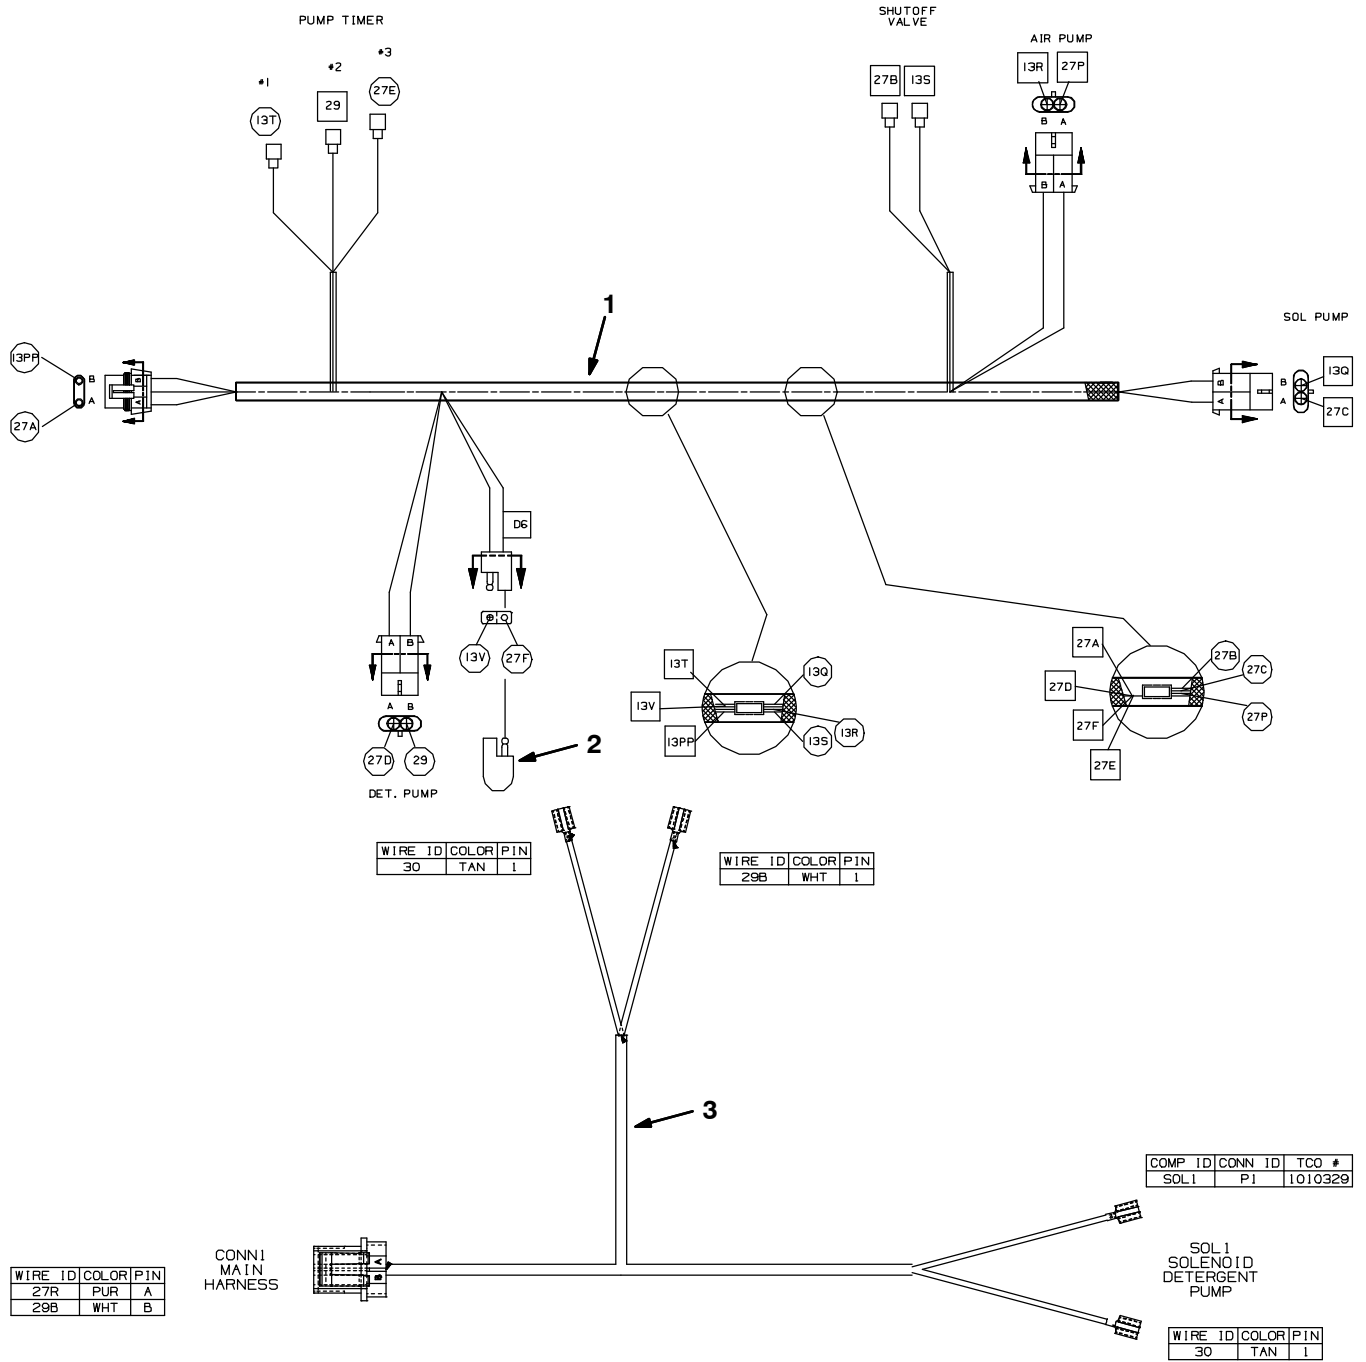 PUMP TIMER
SHUTOFF
VALVE
AIR PUMP
#1
#2
#3
13T
29
27E
27B
13S
13R
27P
B A
B A
1
SOL PUMP
13PP
B
A
B
A
27A
B
A
B
A
13Q
27C
D6
A B
A B
13V
27F
27D
29
DET. PUMP
2
13T
13V
13PP
13Q
13R
13S
27A
27D
27F
27E
27B
27C
27P
WIRE ID COLOR PIN
30 TAN 1
WIRE ID COLOR PIN
29B WHT 1
3
COMP ID CONN ID TCO #
SOL1 P1 1010329
CONN1
MAIN
HARNESS
A
B
SOL1
SOLENOID
DETERGENT
PUMP
WIRE ID COLOR PIN
27R PUR A
29B WHT B
WIRE ID COLOR PIN
30 TAN 1